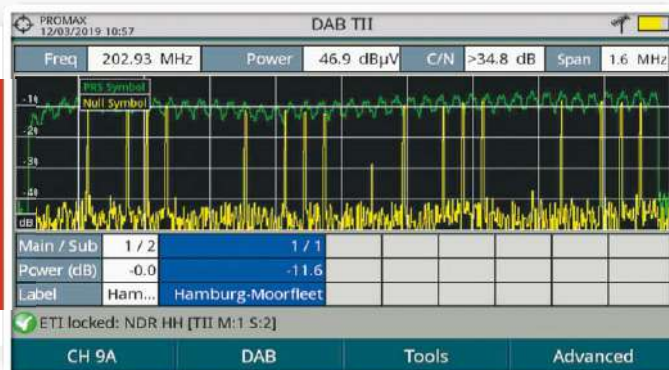 PROMAX
12/03/2019 10:57
DAB TII
Freq 202.93 MHz Power 46.9 dBµV C/N >34.8 dB Span 1.6 MHz
PRS Symbol
Null Symbol
-10
-20
-30
-40
dB
Main / Sub 1 / 2 1 / 1
Power (dB) -0.0 -11.6
Label Ham... Hamburg-Moorfleet
ETI locked: NDR HH [TII M:1 S:2]
CH 9A DAB Tools Advanced